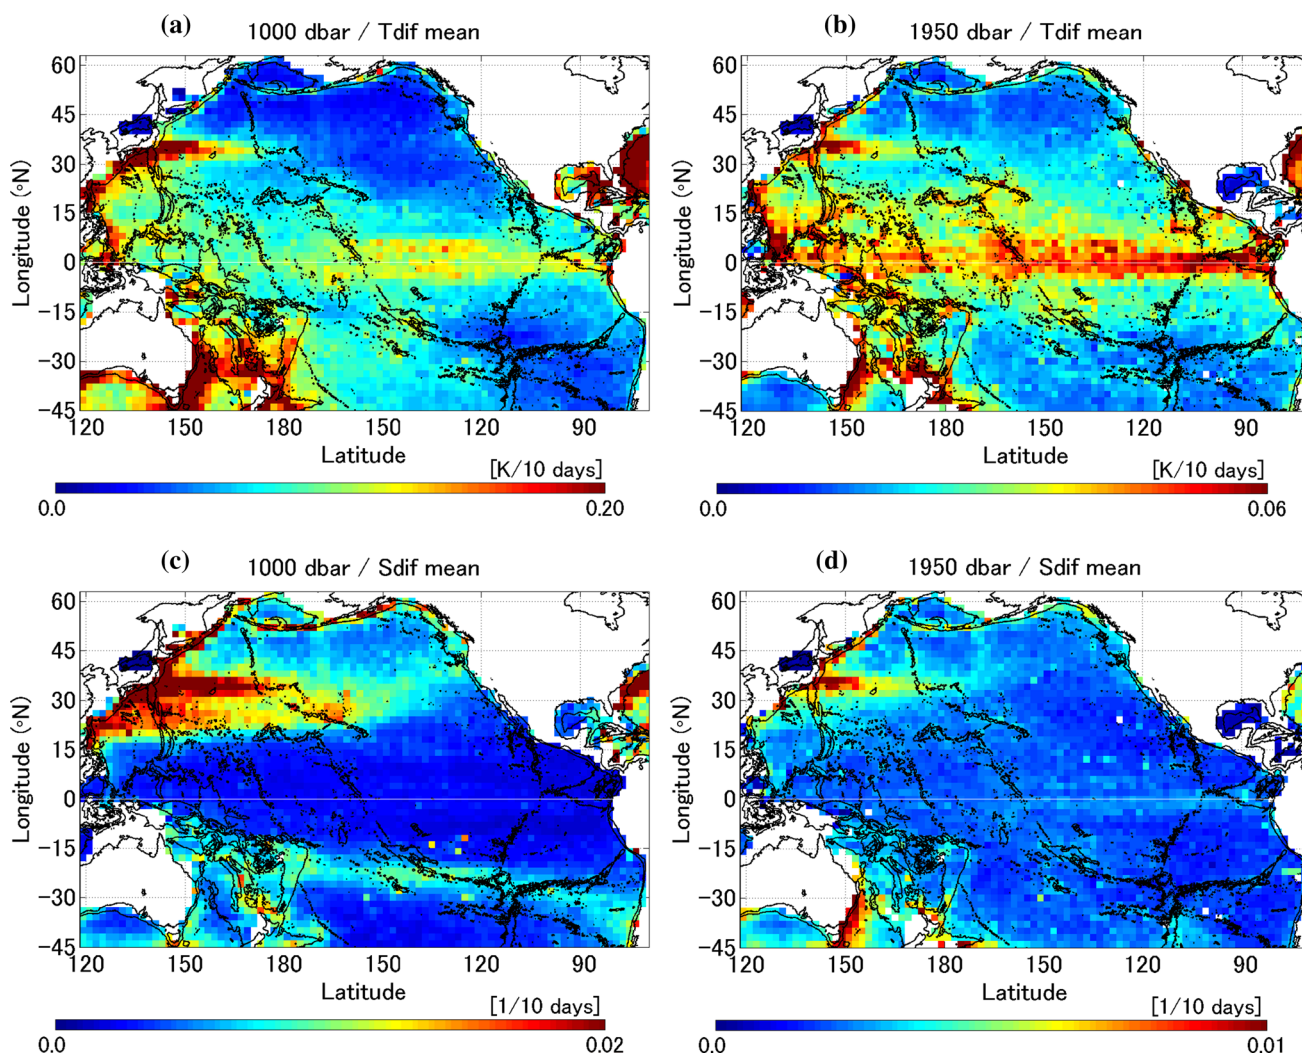 (a) 1000 dbar / Tdif mean
60
45
30
15
0
−15
−30
−45
Longitude (°N)
120 150 180 150 120 90
Latitude
[K/10 days]
0.0 0.20
(b) 1950 dbar / Tdif mean
60
45
30
15
0
−15
−30
−45
Longitude (°N)
120 150 180 150 120 90
Latitude
[K/10 days]
0.0 0.06
(c) 1000 dbar / Sdif mean
60
45
30
15
0
−15
−30
−45
Longitude (°N)
120 150 180 150 120 90
Latitude
[1/10 days]
0.0 0.02
(d) 1950 dbar / Sdif mean
60
45
30
15
0
−15
−30
−45
Longitude (°N)
120 150 180 150 120 90
Latitude
[1/10 days]
0.0 0.01